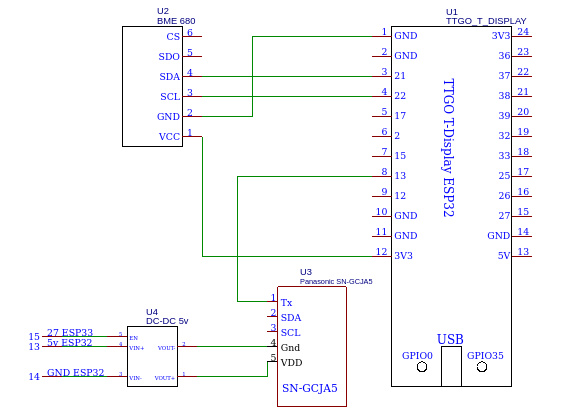 U2
BME 680
CS 6
SDO 5
SDA 4
SCL 3
GND 2
VCC 1
U1
TTGO_T_DISPLAY
1 GND 3V3 24
2 GND 36 23
3 21 37 22
4 22 38 21
5 17 39 20
6 2 32 19
7 15 33 18
8 13 25 17
9 12 26 16
10 GND 27 15
11 GND GND 14
12 3V3 5V 13
TTGO T-Display ESP32
USB
GPIO0 GPIO35
U3
Panasonic SN-GCJA5
1 Tx
2 SDA
3 SCL
4 Gnd
5 VDD
SN-GCJA5
U4
DC-DC 5v
15 27 ESP33 5 EN
13 5v ESP32 4 VIN+ VOUT- 2
14 GND ESP32 3 VIN- VOUT+ 1